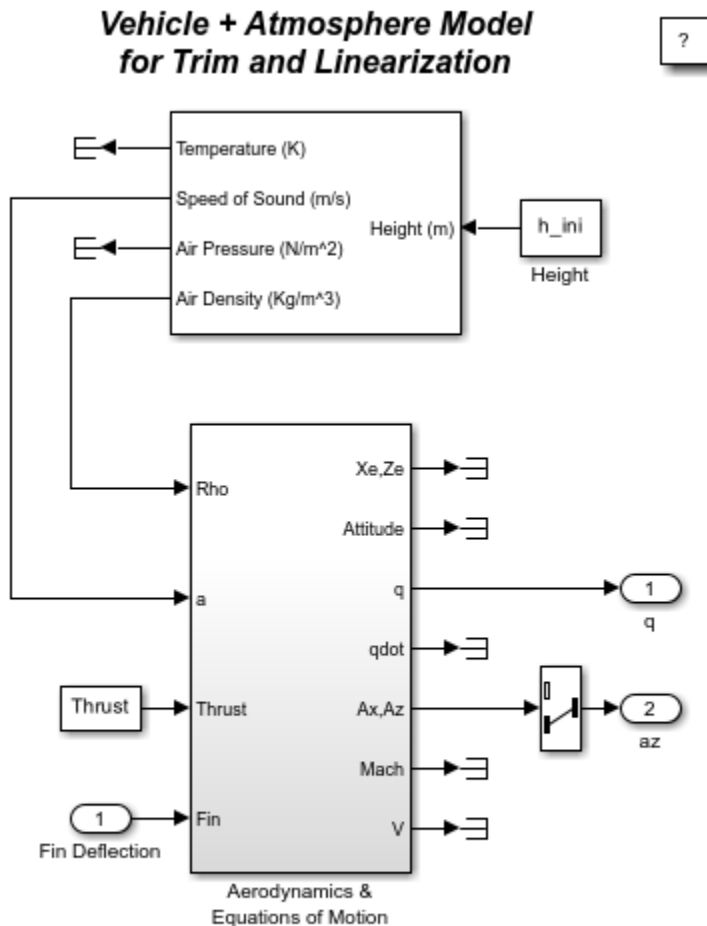 Vehicle + Atmosphere Model
for Trim and Linearization
?
Temperature (K)
Speed of Sound (m/s)
Air Pressure (N/m^2)
Air Density (Kg/m^3)
Height (m)
h_ini
Height
Rho
a
Thrust
Fin
Xe,Ze
Attitude
q
qdot
Ax,Az
Mach
V
Thrust
1
Fin Deflection
1
q
2
az
Aerodynamics &
Equations of Motion